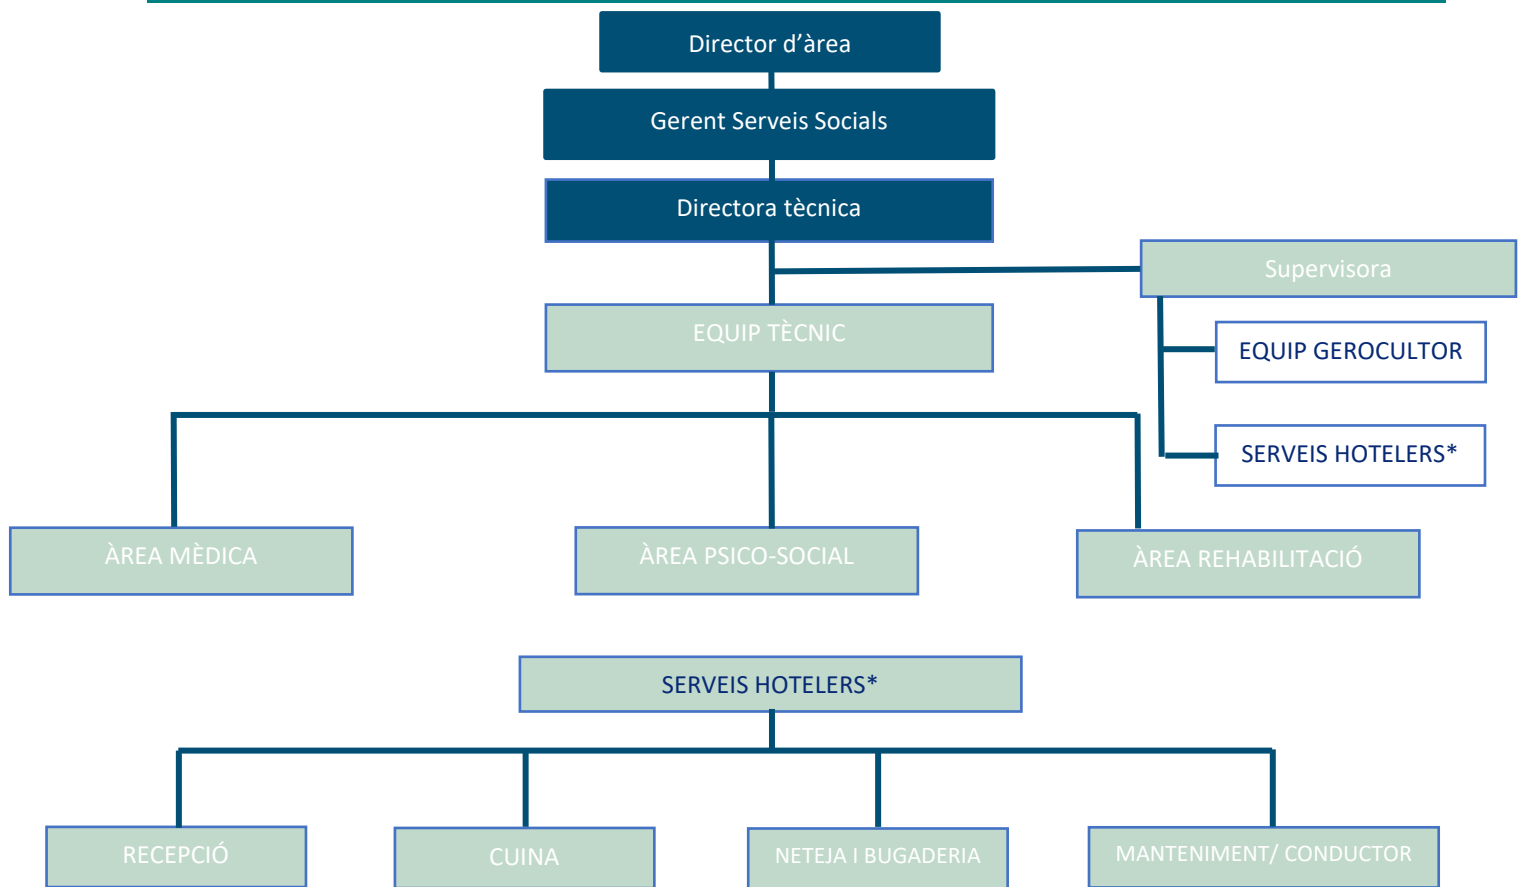 Director d’àrea
Gerent Serveis Socials
Directora tècnica
Supervisora
EQUIP TÈCNIC
EQUIP GEROCULTOR
SERVEIS HOTELERS*
ÀREA MÈDICA
ÀREA PSICO-SOCIAL
ÀREA REHABILITACIÓ
SERVEIS HOTELERS*
RECEPCIÓ
CUINA
NETEJA I BUGADERIA
MANTENIMENT/ CONDUCTOR